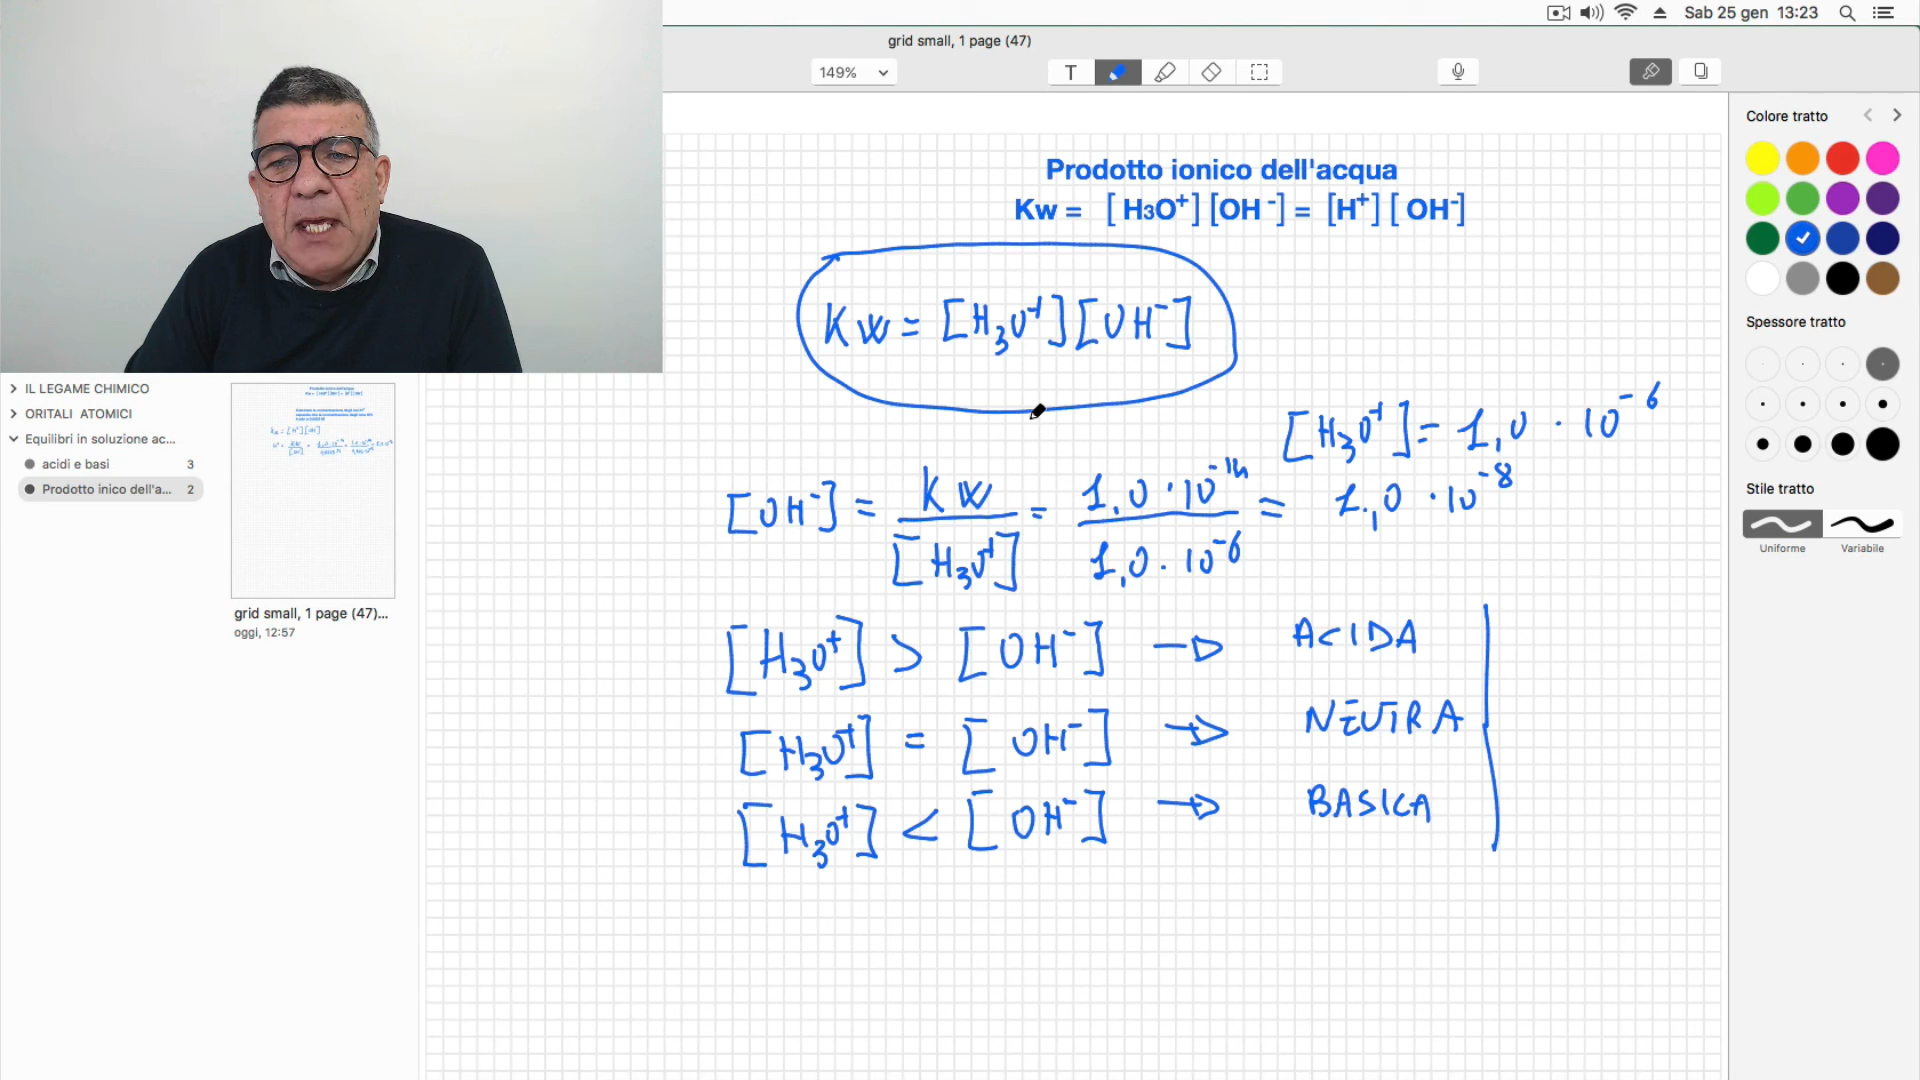 Sab 25 gen 13:23
grid small, 1 page (47)
149%
T
Colore tratto
Spessore tratto
Stile tratto
Uniforme Variabile
IL LEGAME CHIMICO
ORITALI ATOMICI
Equilibri in soluzione ac...
acidi e basi 3
Prodotto inico dell'a... 2
grid small, 1 page (47)...
oggi, 12:57
Prodotto ionico dell'acqua
Kw = [ H3O⁺] [OH ⁻] = [H⁺] [ OH⁻]
Kw = [H₃O⁺][OH⁻]
[H₃O⁺] = 1,0 · 10⁻⁶
[OH⁻] = Kw / [H₃O⁺] = 1,0 · 10⁻¹⁴ / 1,0 · 10⁻⁶ = 1,0 · 10⁻⁸
[H₃O⁺] > [OH⁻] → ACIDA
[H₃O⁺] = [OH⁻] → NEUTRA
[H₃O⁺] < [OH⁻] → BASICA